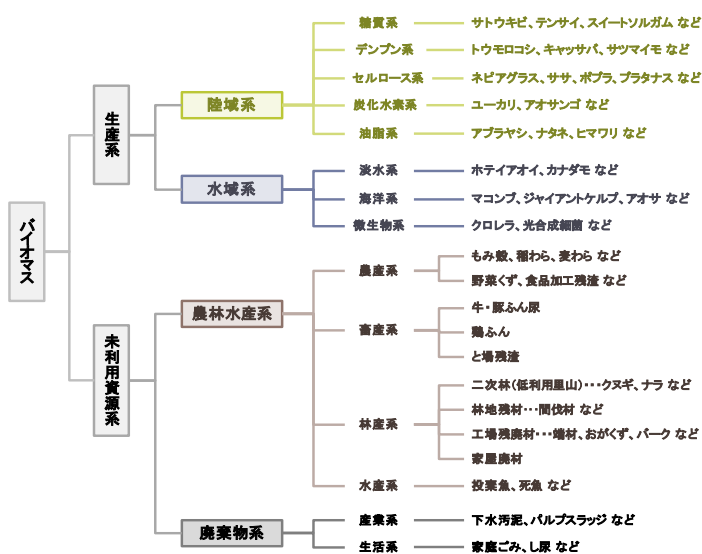 バイオマス
生産系
陸域系
糖質系
サトウキビ、テンサイ、スイートソルガム など
デンプン系
トウモロコシ、キャッサバ、サツマイモ など
セルロース系
ネピアグラス、ササ、ポプラ、プラタナス など
炭化水素系
ユーカリ、アオサンゴ など
油脂系
アブラヤシ、ナタネ、ヒマワリ など
水域系
淡水系
ホテイアオイ、カナダモ など
海洋系
マコンブ、ジャイアントケルプ、アオサ など
微生物系
クロレラ、光合成細菌 など
未利用資源系
農林水産系
農産系
もみ殻、稲わら、麦わら など
野菜くず、食品加工残渣 など
畜産系
牛・豚ふん尿
鶏ふん
と場残渣
林産系
二次林(低利用里山)・・・クヌギ、ナラ など
林地残材・・・間伐材 など
工場残廃材・・・端材、おがくず、バーク など
家屋廃材
水産系
投棄魚、死魚 など
廃棄物系
産業系
下水汚泥、パルプスラッジ など
生活系
家庭ごみ、し尿 など